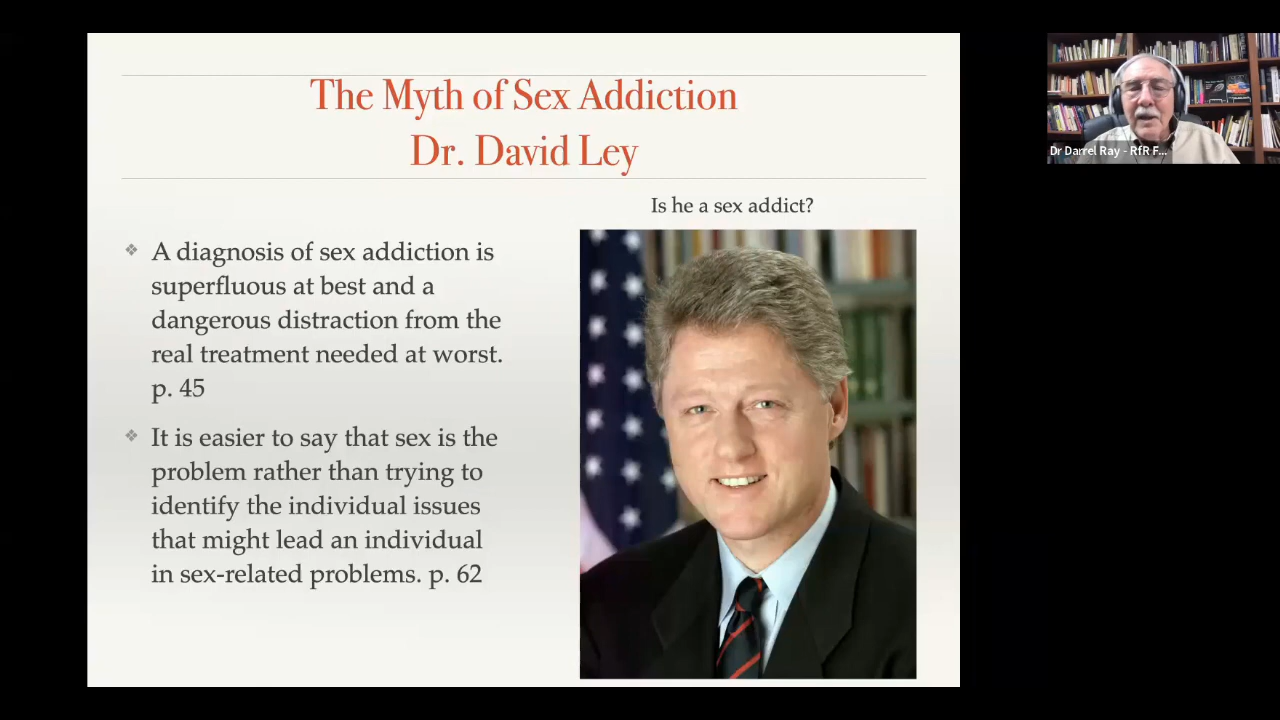 The Myth of Sex Addiction
Dr. David Ley
Is he a sex addict?
❖ A diagnosis of sex addiction is
superfluous at best and a
dangerous distraction from the
real treatment needed at worst.
p. 45
❖ It is easier to say that sex is the
problem rather than trying to
identify the individual issues
that might lead an individual
in sex-related problems. p. 62
Dr Darrel Ray - RfR F...